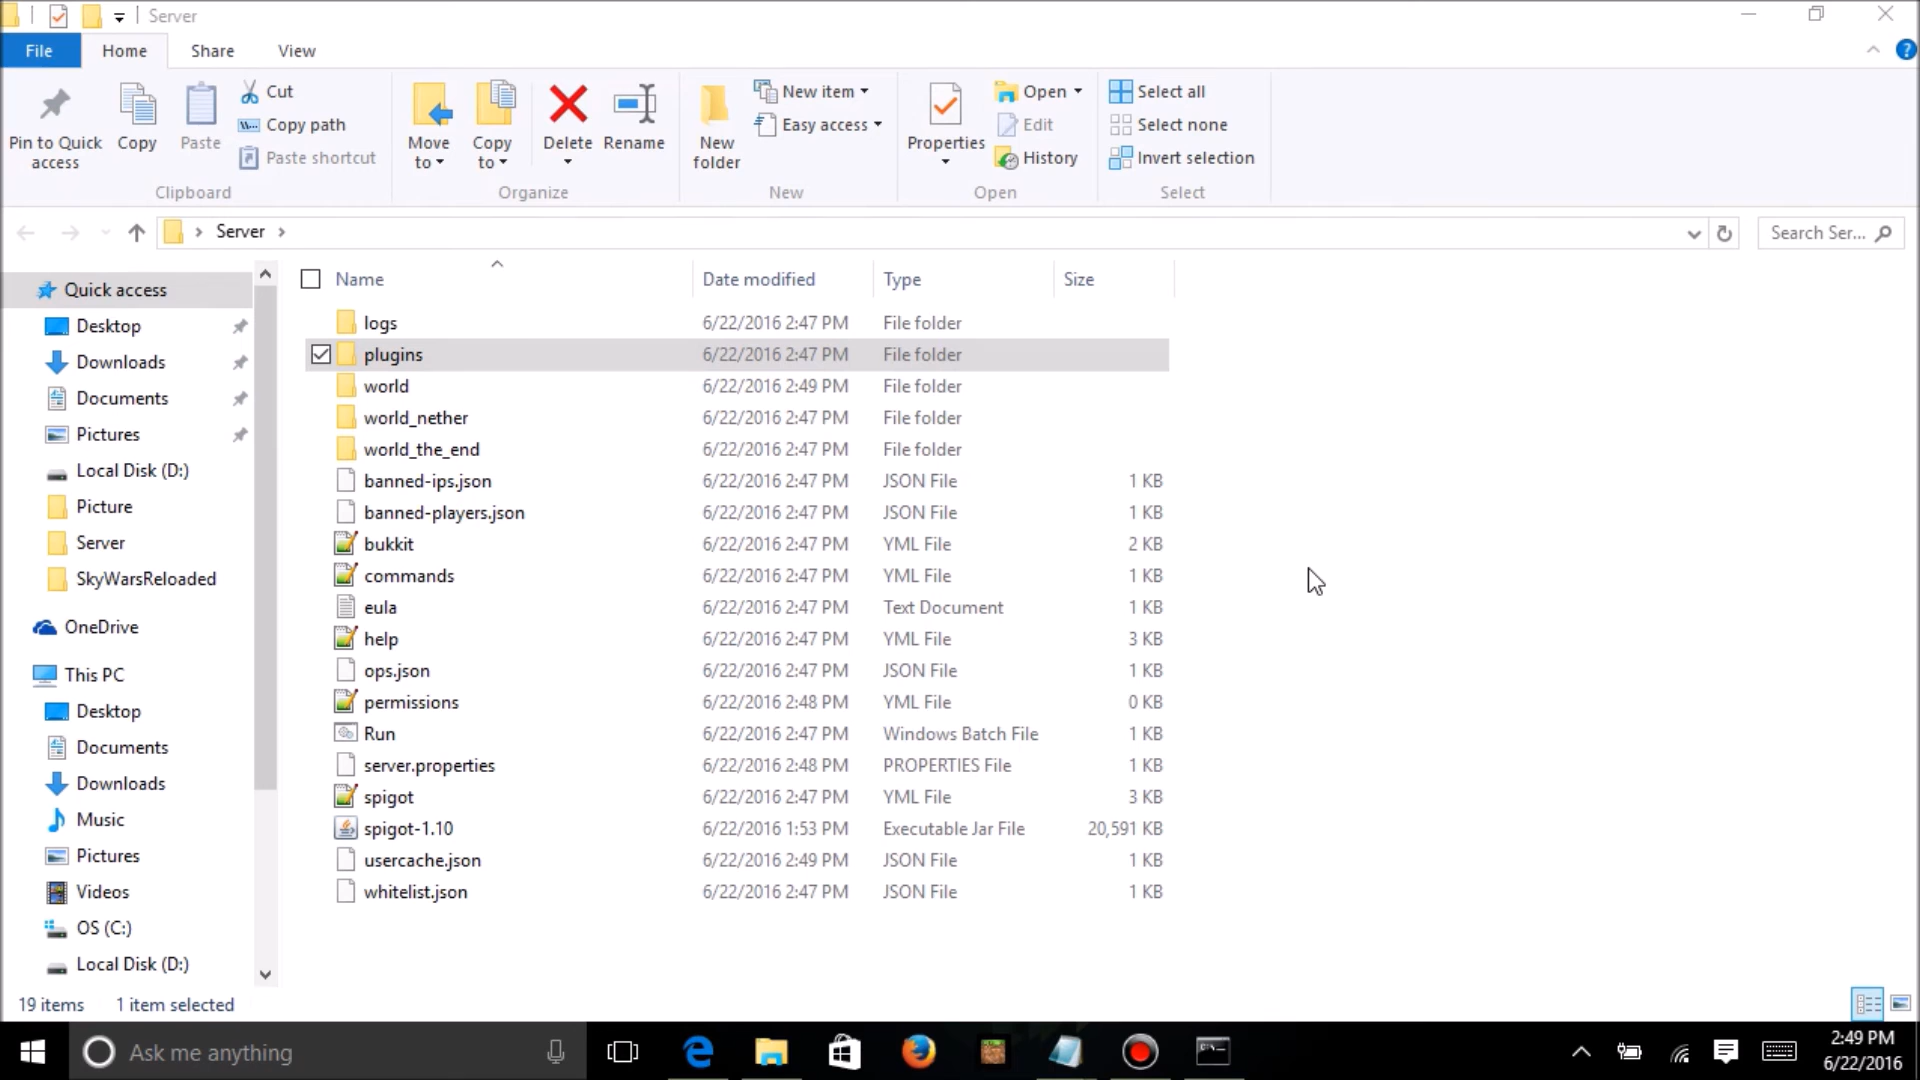 Server
File Home Share View
Pin to Quick access
Copy
Paste
Cut
Copy path
Paste shortcut
Clipboard
Move to
Copy to
Delete
Rename
Organize
New folder
New item
Easy access
New
Properties
Open
Edit
History
Open
Select all
Select none
Invert selection
Select
Server
Search Ser...
Quick access
Desktop
Downloads
Documents
Pictures
Local Disk (D:)
Picture
Server
SkyWarsReloaded
OneDrive
This PC
Desktop
Documents
Downloads
Music
Pictures
Videos
OS (C:)
Local Disk (D:)
Name Date modified Type Size
logs 6/22/2016 2:47 PM File folder
plugins 6/22/2016 2:47 PM File folder
world 6/22/2016 2:49 PM File folder
world_nether 6/22/2016 2:47 PM File folder
world_the_end 6/22/2016 2:47 PM File folder
banned-ips.json 6/22/2016 2:47 PM JSON File 1 KB
banned-players.json 6/22/2016 2:47 PM JSON File 1 KB
bukkit 6/22/2016 2:47 PM YML File 2 KB
commands 6/22/2016 2:47 PM YML File 1 KB
eula 6/22/2016 2:47 PM Text Document 1 KB
help 6/22/2016 2:47 PM YML File 3 KB
ops.json 6/22/2016 2:47 PM JSON File 1 KB
permissions 6/22/2016 2:48 PM YML File 0 KB
Run 6/22/2016 2:47 PM Windows Batch File 1 KB
server.properties 6/22/2016 2:48 PM PROPERTIES File 1 KB
spigot 6/22/2016 2:47 PM YML File 3 KB
spigot-1.10 6/22/2016 1:53 PM Executable Jar File 20,591 KB
usercache.json 6/22/2016 2:49 PM JSON File 1 KB
whitelist.json 6/22/2016 2:47 PM JSON File 1 KB
19 items 1 item selected
Ask me anything
2:49 PM
6/22/2016